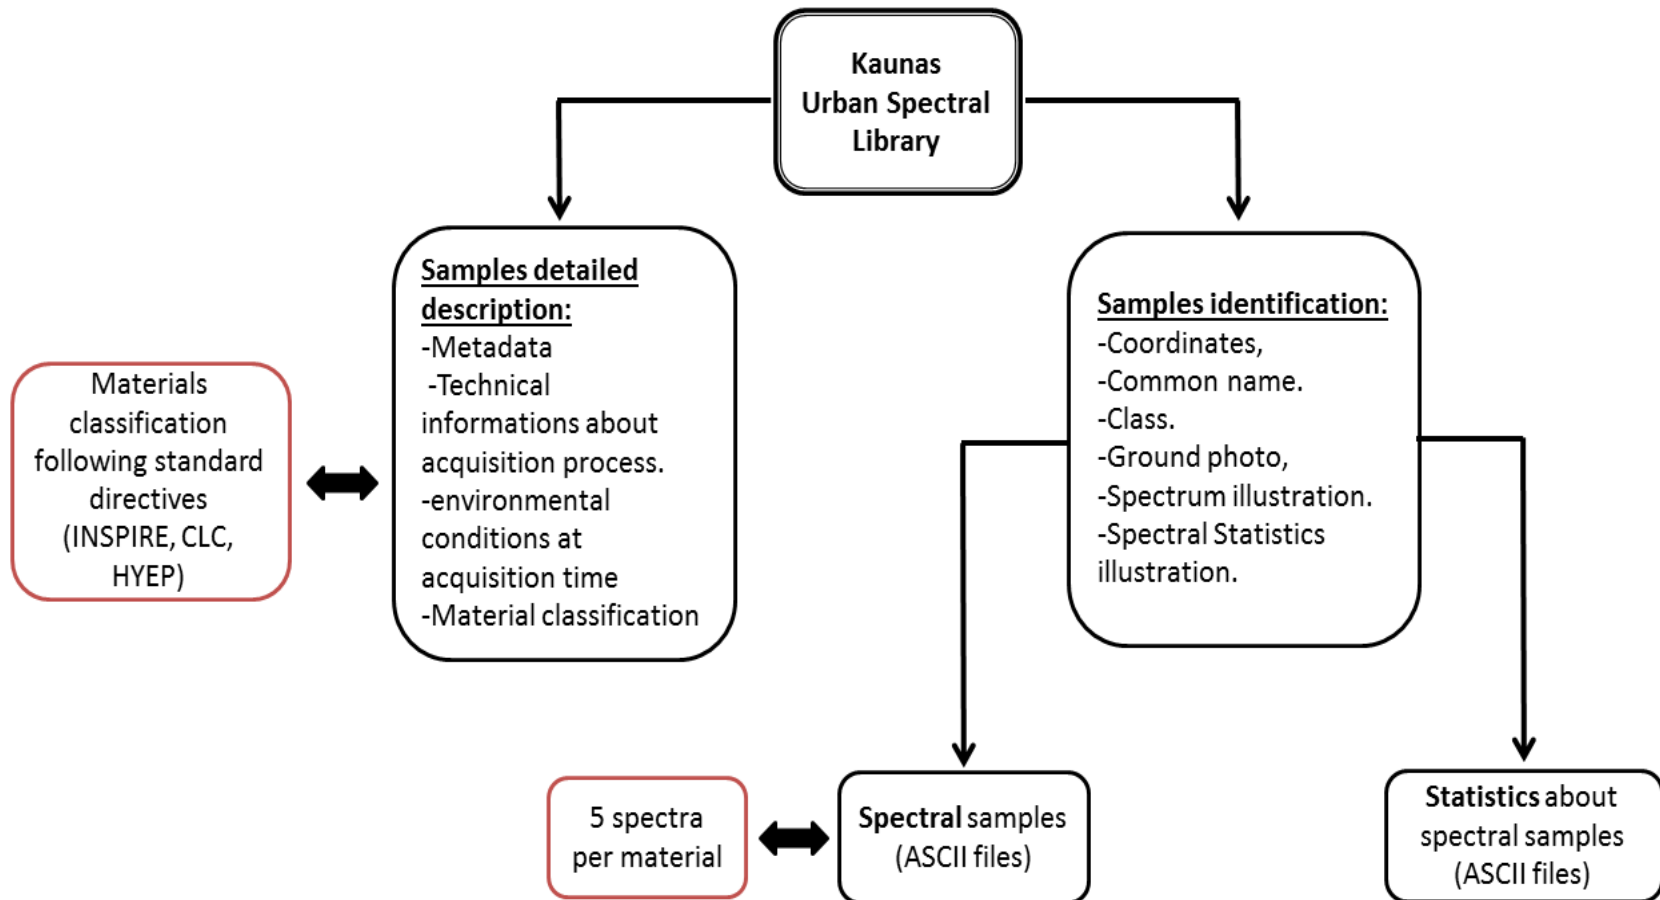 Kaunas
Urban Spectral
Library
Samples detailed
description:
-Metadata
-Technical
informations about
acquisition process.
-environmental
conditions at
acquisition time
-Material classification
Materials
classification
following standard
directives
(INSPIRE, CLC,
HYEP)
Samples identification:
-Coordinates,
-Common name.
-Class.
-Ground photo,
-Spectrum illustration.
-Spectral Statistics
illustration.
5 spectra
per material
Spectral samples
(ASCII files)
Statistics about
spectral samples
(ASCII files)